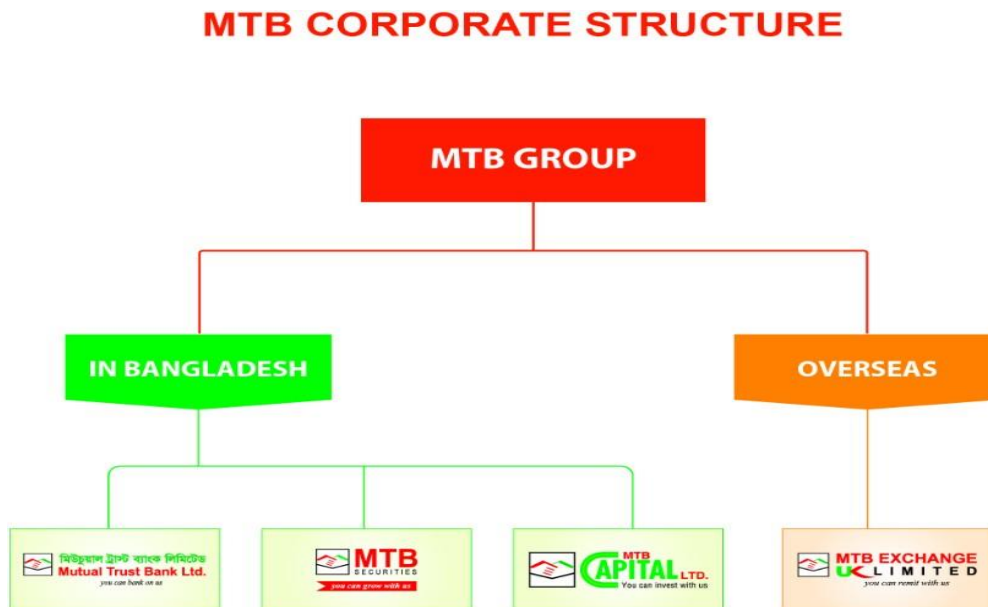 MTB CORPORATE STRUCTURE
MTB GROUP
IN BANGLADESH
OVERSEAS
মিউচুয়াল ট্রাস্ট ব্যাংক লিমিটেড
Mutual Trust Bank Ltd.
you can bank on us
MTB
SECURITIES
you can grow with us
MTB
CAPITAL LTD.
You can invest with us
MTB EXCHANGE
UK LIMITED
you can remit with us